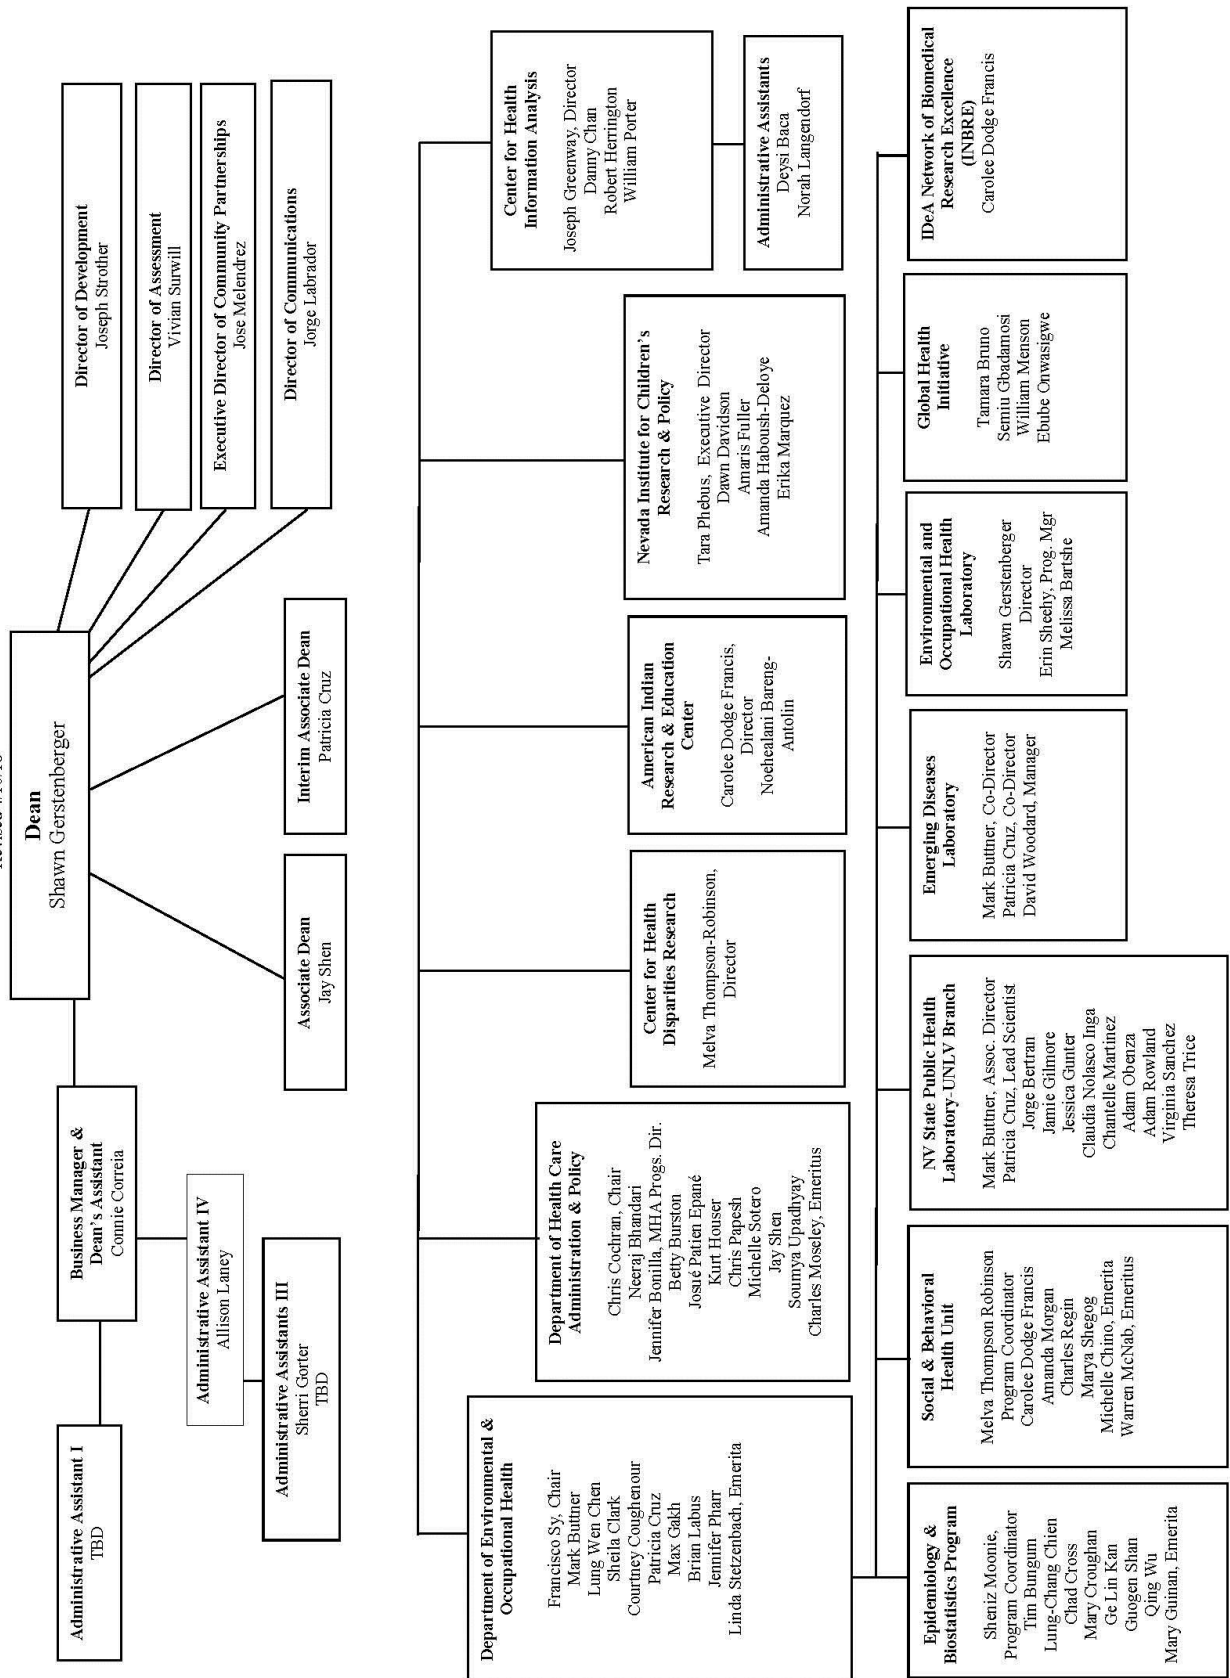 Dean
Shawn Gerstenberger
Director of Development
Joseph Strother
Director of Assessment
Vivian Surwill
Executive Director of Community Partnerships
Jose Melendrez
Director of Communications
Jorge Labrador
Administrative Assistant I
TBD
Business Manager &
Dean's Assistant
Connie Correia
Administrative Assistant IV
Allison Laney
Administrative Assistants III
Sherri Gorter
TBD
Associate Dean
Jay Shen
Interim Associate Dean
Patricia Cruz
Department of Environmental &
Occupational Health
Francisco Sy, Chair
Mark Buttner
Lung Wen Chen
Sheila Clark
Courtney Coughenour
Patricia Cruz
Max Gakh
Brian Labus
Jennifer Pharr
Linda Stetzenbach, Emerita
Department of Health Care
Administration & Policy
Chris Cochran, Chair
Neeraj Bhandari
Jennifer Bonilla, MHA Progs. Dir.
Betty Burston
Josué Patien Epané
Kurt Houser
Chris Papesh
Michelle Sotero
Jay Shen
Soumya Upadhyay
Charles Moseley, Emeritus
Center for Health
Disparities Research
Melva Thompson-Robinson,
Director
American Indian
Research & Education
Center
Carolee Dodge Francis,
Director
Noehealani Bareng-
Antolin
Nevada Institute for Children's
Research & Policy
Tara Phebus, Executive Director
Dawn Davidson
Amaris Fuller
Amanda Haboush-Deloye
Erika Marquez
Center for Health
Information Analysis
Joseph Greenway, Director
Danny Chan
Robert Herrington
William Porter
Administrative Assistants
Deysi Baca
Norah Langendorf
Epidemiology &
Biostatistics Program
Sheniz Moonie,
Program Coordinator
Tim Bungum
Lung-Chang Chien
Chad Cross
Mary Croughan
Ge Lin Kan
Guogen Shan
Qing Wu
Mary Guinan, Emerita
Social & Behavioral
Health Unit
Melva Thompson Robinson
Program Coordinator
Carolee Dodge Francis
Amanda Morgan
Charles Regin
Marya Shegog
Michelle Chino, Emerita
Warren McNab, Emeritus
NV State Public Health
Laboratory-UNLV Branch
Mark Buttner, Assoc. Director
Patricia Cruz, Lead Scientist
Jorge Bertran
Jamie Gilmore
Jessica Gunter
Claudia Nolasco Inga
Chantelle Martinez
Adam Obenza
Adam Rowland
Virginia Sanchez
Theresa Trice
Emerging Diseases
Laboratory
Mark Buttner, Co-Director
Patricia Cruz, Co-Director
David Woodard, Manager
Environmental and
Occupational Health
Laboratory
Shawn Gerstenberger
Director
Erin Sheehy, Prog. Mgr
Melissa Bartshe
Global Health
Initiative
Tamara Bruno
Semiu Gbadamosi
William Menson
Ebube Onwasigwe
IDeA Network of Biomedical
Research Excellence
(INBRE)
Carolee Dodge Francis